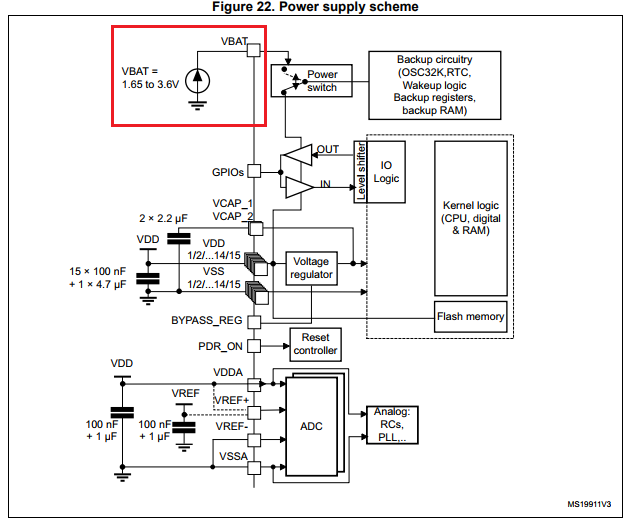 Figure 22. Power supply scheme
VBAT
VBAT =
1.65 to 3.6V
Power
switch
Backup circuitry
(OSC32K,RTC,
Wakeup logic
Backup registers,
backup RAM)
GPIOs
OUT
IN
Level shifter
IO
Logic
Kernel logic
(CPU, digital
& RAM)
VCAP_1
VCAP_2
2 × 2.2 µF
VDD
VDD
1/2/...14/15
15 × 100 nF
+ 1 × 4.7 µF
VSS
1/2/...14/15
Voltage
regulator
Flash memory
BYPASS_REG
PDR_ON
Reset
controller
VDD
VDDA
VREF
VREF+
100 nF
+ 1 µF
100 nF
+ 1 µF
VREF-
VSSA
ADC
Analog:
RCs,
PLL,..
MS19911V3